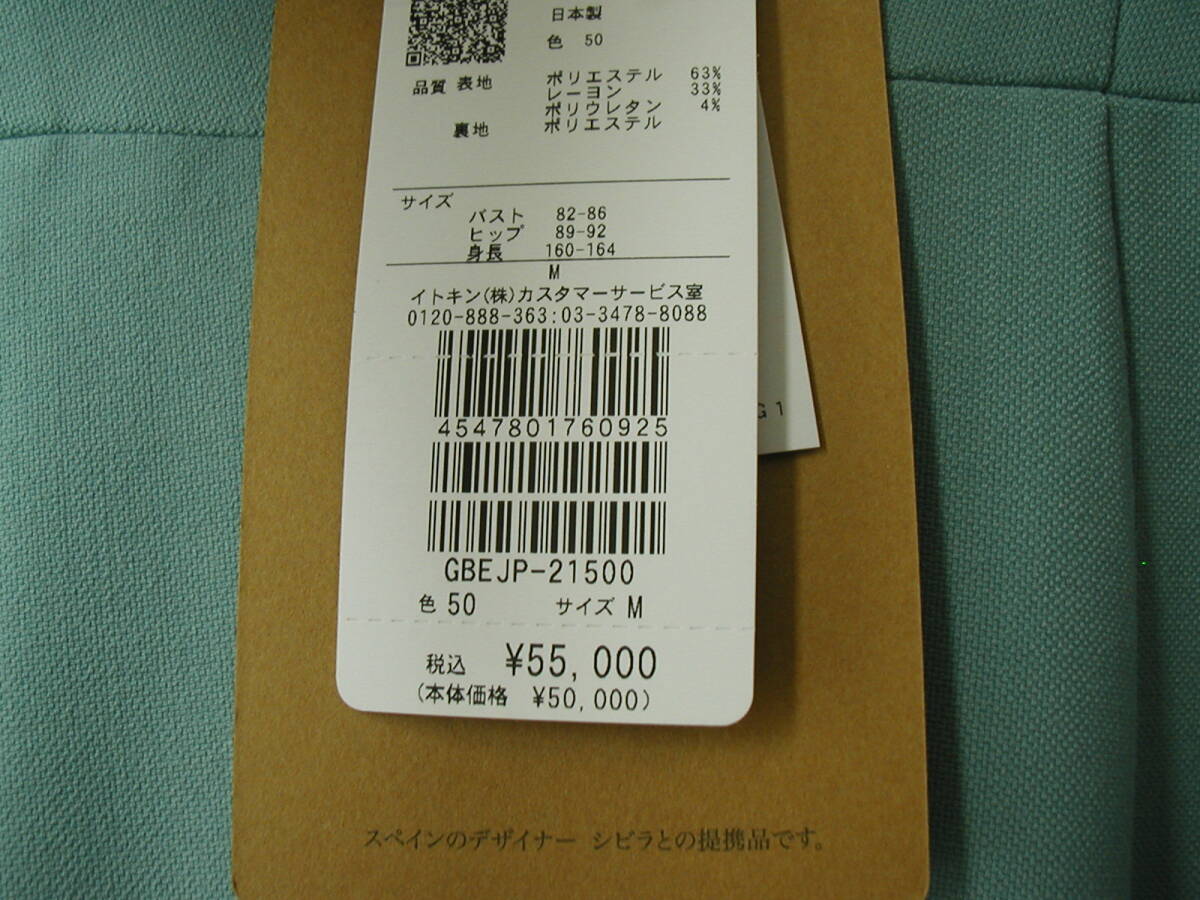 日本製
色 50
品質 表地 ポリエステル 63%
レーヨン 33%
ポリウレタン 4%
裏地 ポリエステル
サイズ
バスト 82-86
ヒップ 89-92
身長 160-164
M
イトキン(株)カスタマーサービス室
0120-888-363:03-3478-8088
4547801760925
GBEJP-21500
色 50 サイズ M
税込 ¥55,000
(本体価格 ¥50,000)
G 1
スペインのデザイナー シビラとの提携品です。